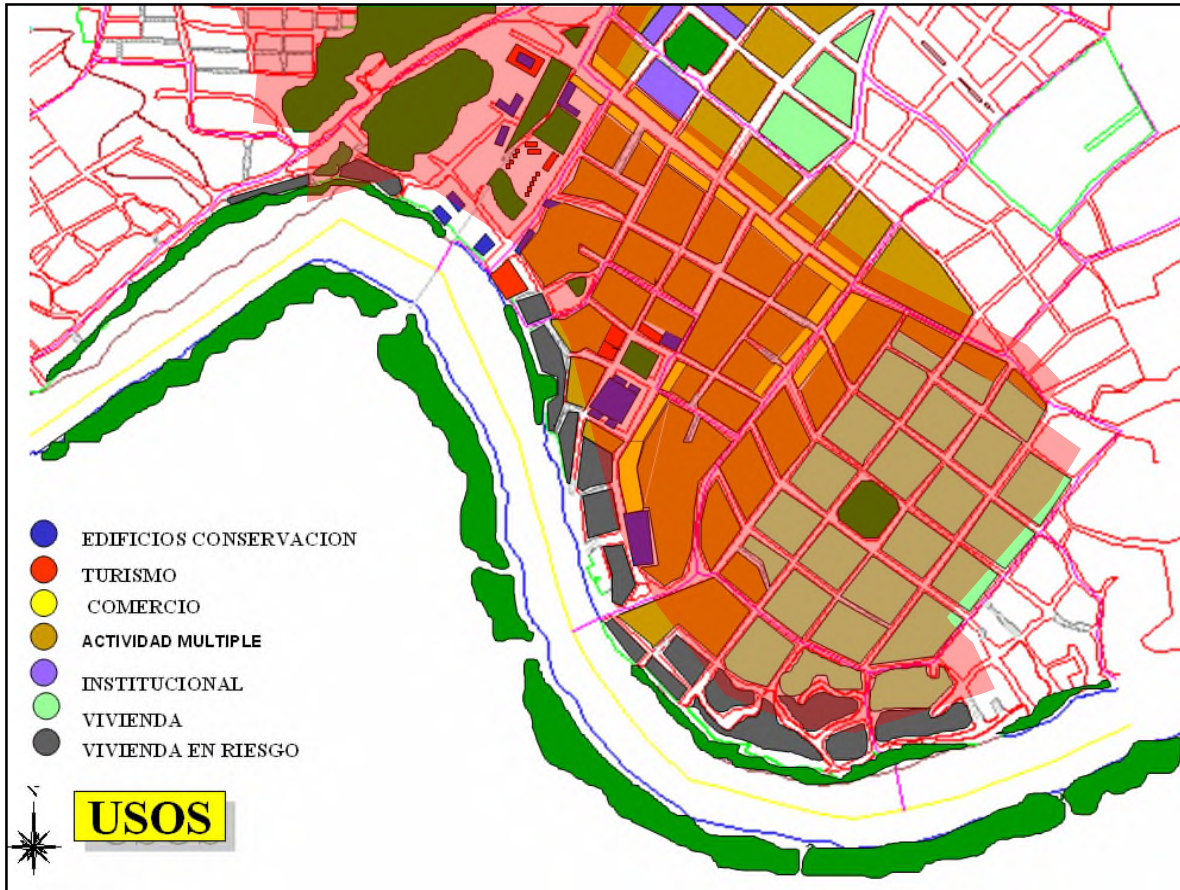 EDIFICIOS CONSERVACION
TURISMO
COMERCIO
ACTIVIDAD MULTIPLE
INSTITUCIONAL
VIVIENDA
VIVIENDA EN RIESGO
USOS